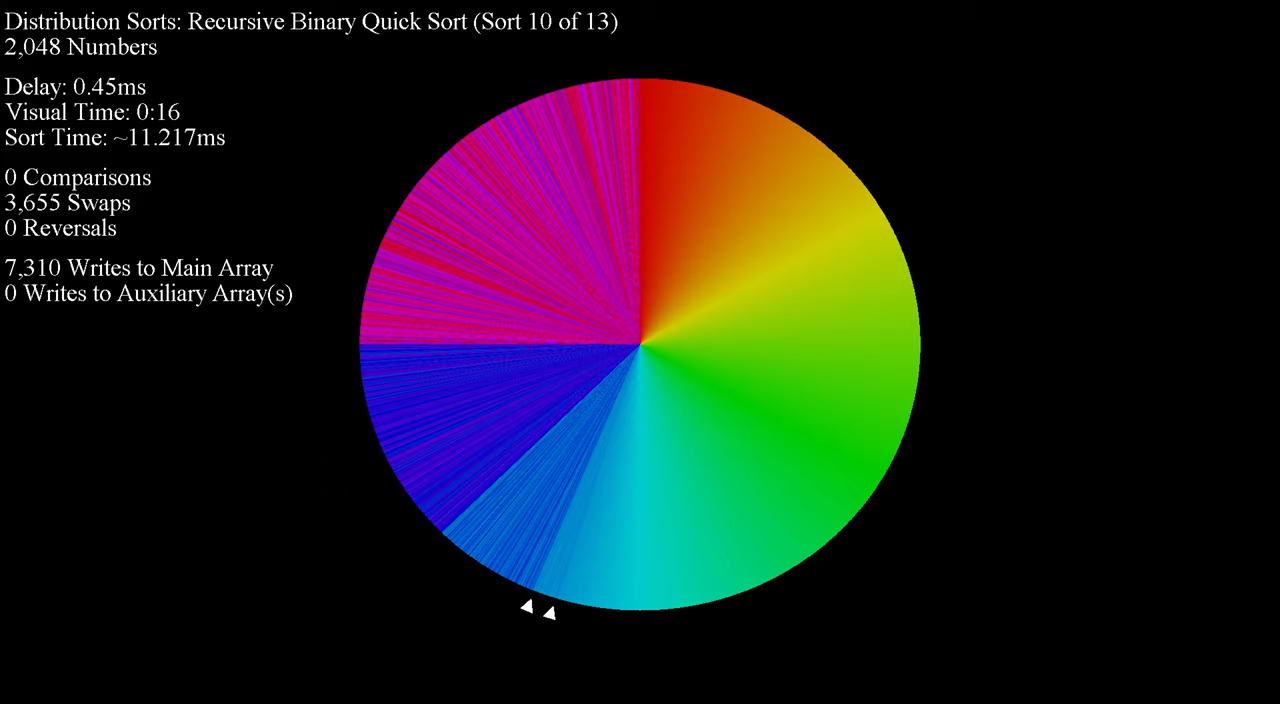 Distribution Sorts: Recursive Binary Quick Sort (Sort 10 of 13)
2,048 Numbers
Delay: 0.45ms
Visual Time: 0:16
Sort Time: ~11.217ms
0 Comparisons
3,655 Swaps
0 Reversals
7,310 Writes to Main Array
0 Writes to Auxiliary Array(s)